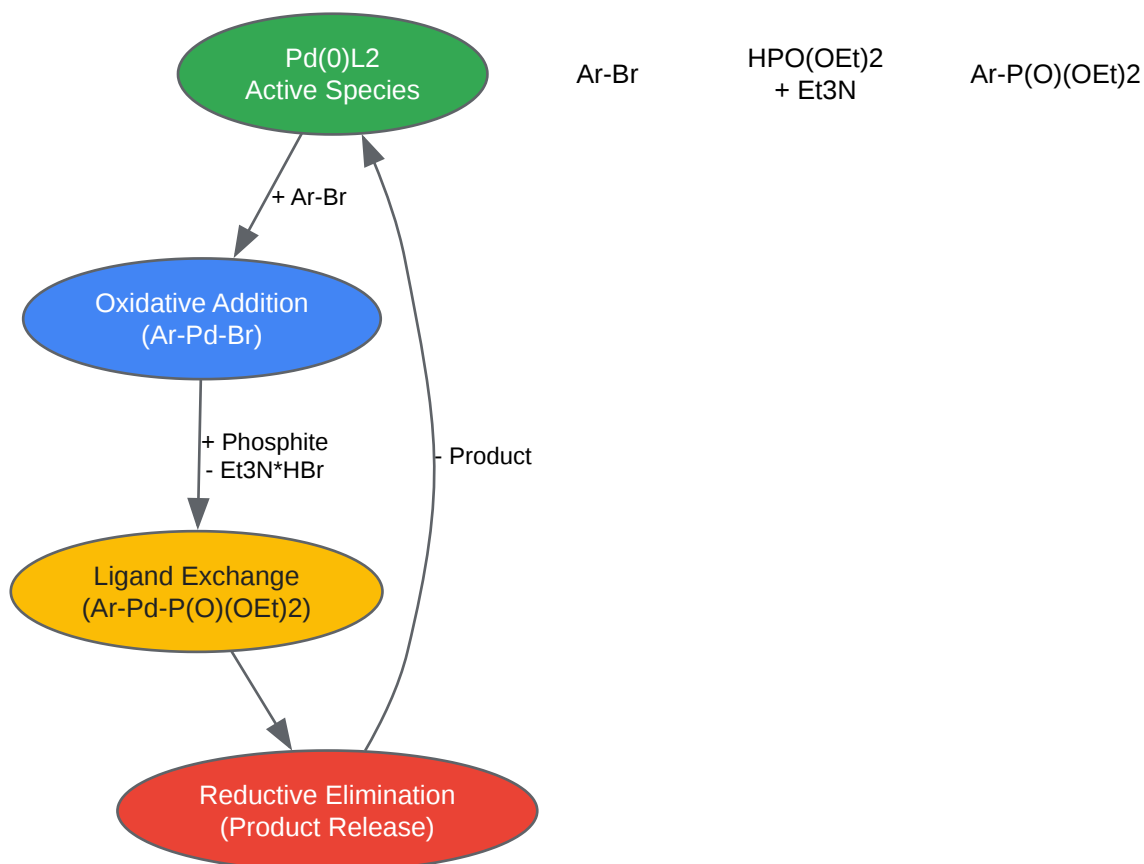 Pd(0)L2
Active Species
Ar-Br
HPO(OEt)2
+ Et3N
Ar-P(O)(OEt)2
+ Ar-Br
Oxidative Addition
(Ar-Pd-Br)
+ Phosphite
- Et3N*HBr
- Product
Ligand Exchange
(Ar-Pd-P(O)(OEt)2)
Reductive Elimination
(Product Release)